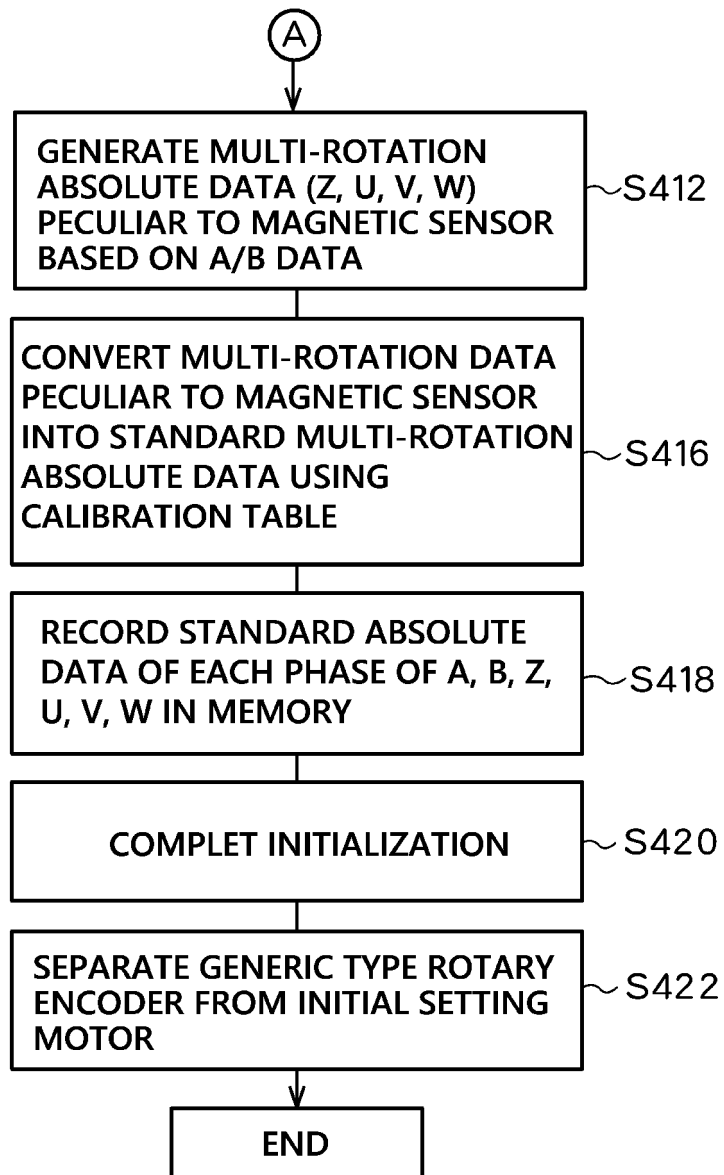 A
GENERATE MULTI-ROTATION
ABSOLUTE DATA (Z, U, V, W)
PECULIAR TO MAGNETIC SENSOR
BASED ON A/B DATA
S412
CONVERT MULTI-ROTATION DATA
PECULIAR TO MAGNETIC SENSOR
INTO STANDARD MULTI-ROTATION
ABSOLUTE DATA USING
CALIBRATION TABLE
S416
RECORD STANDARD ABSOLUTE
DATA OF EACH PHASE OF A, B, Z,
U, V, W IN MEMORY
S418
COMPLET INITIALIZATION
S420
SEPARATE GENERIC TYPE ROTARY
ENCODER FROM INITIAL SETTING
MOTOR
S422
END